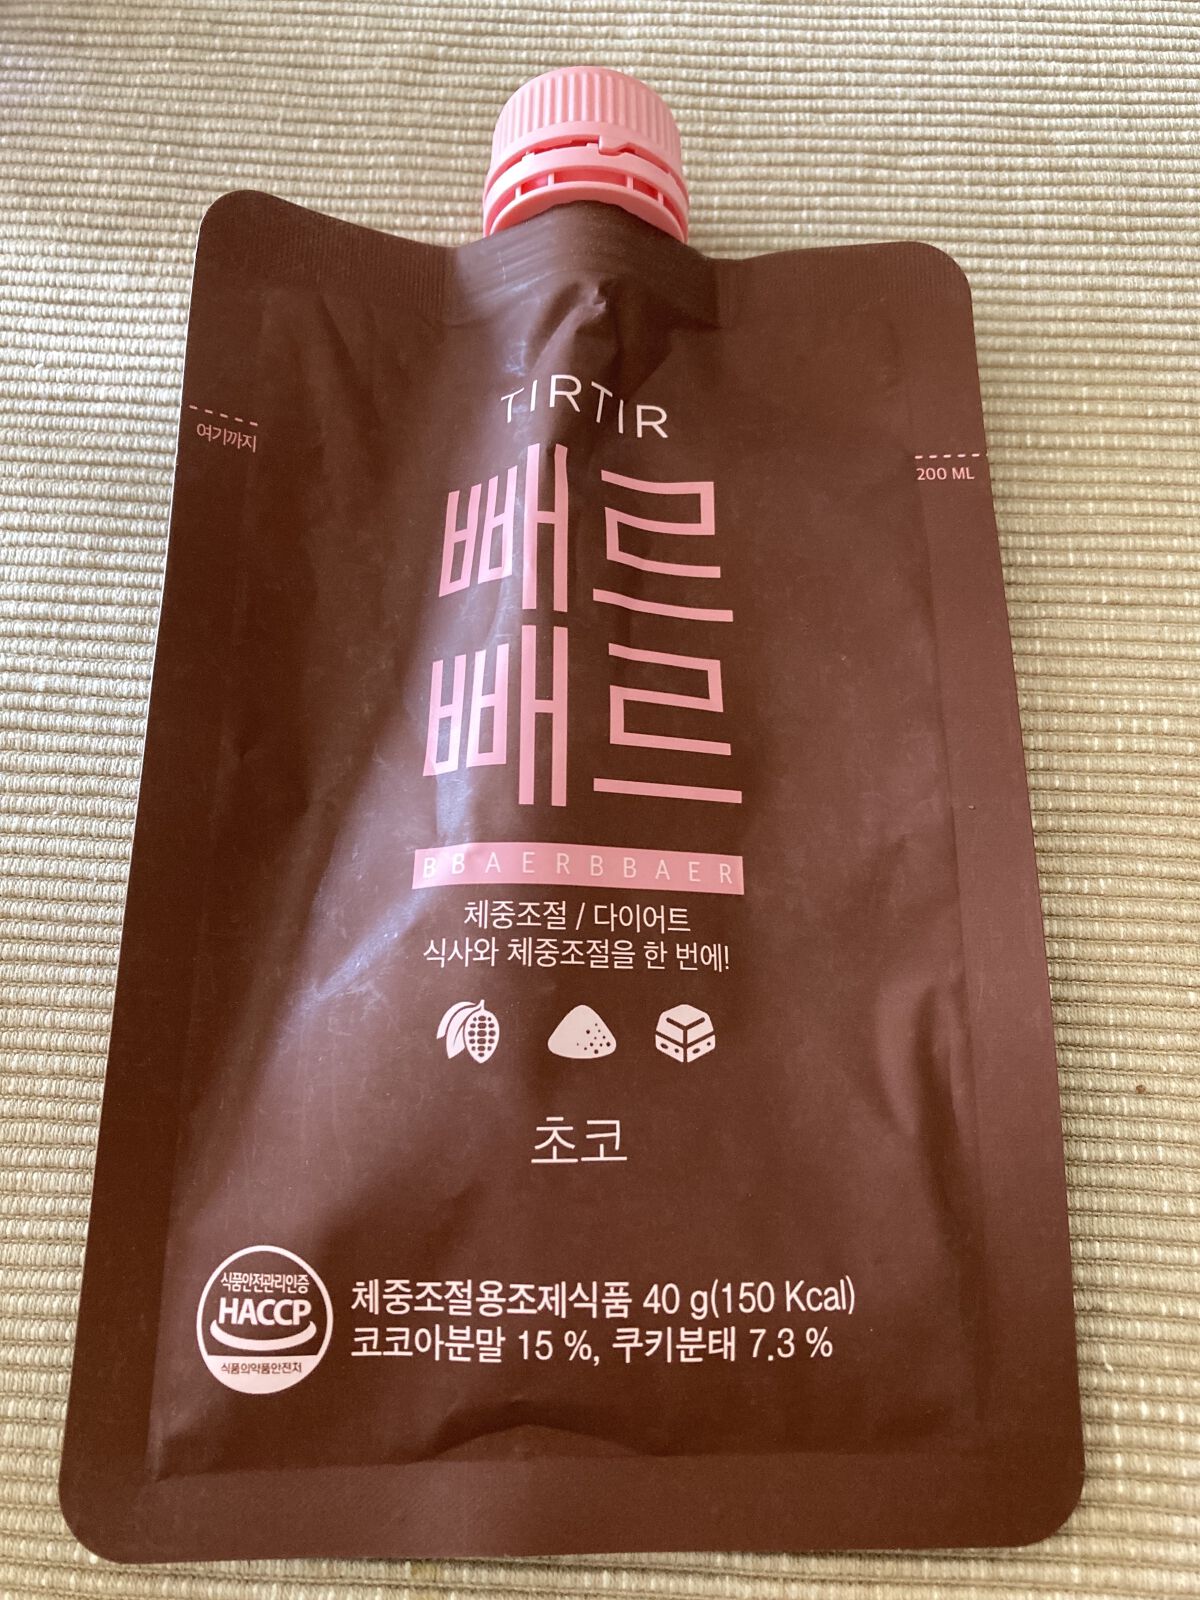 TIRTIR
여기까지
200 ML
빼르
빼르
BBAERBBAER
체중조절 / 다이어트
식사와 체중조절을 한 번에!
초코
식품안전관리인증
HACCP
식품의약품안전처
체중조절용조제식품 40 g(150 Kcal)
코코아분말 15 %, 쿠키분태 7.3 %